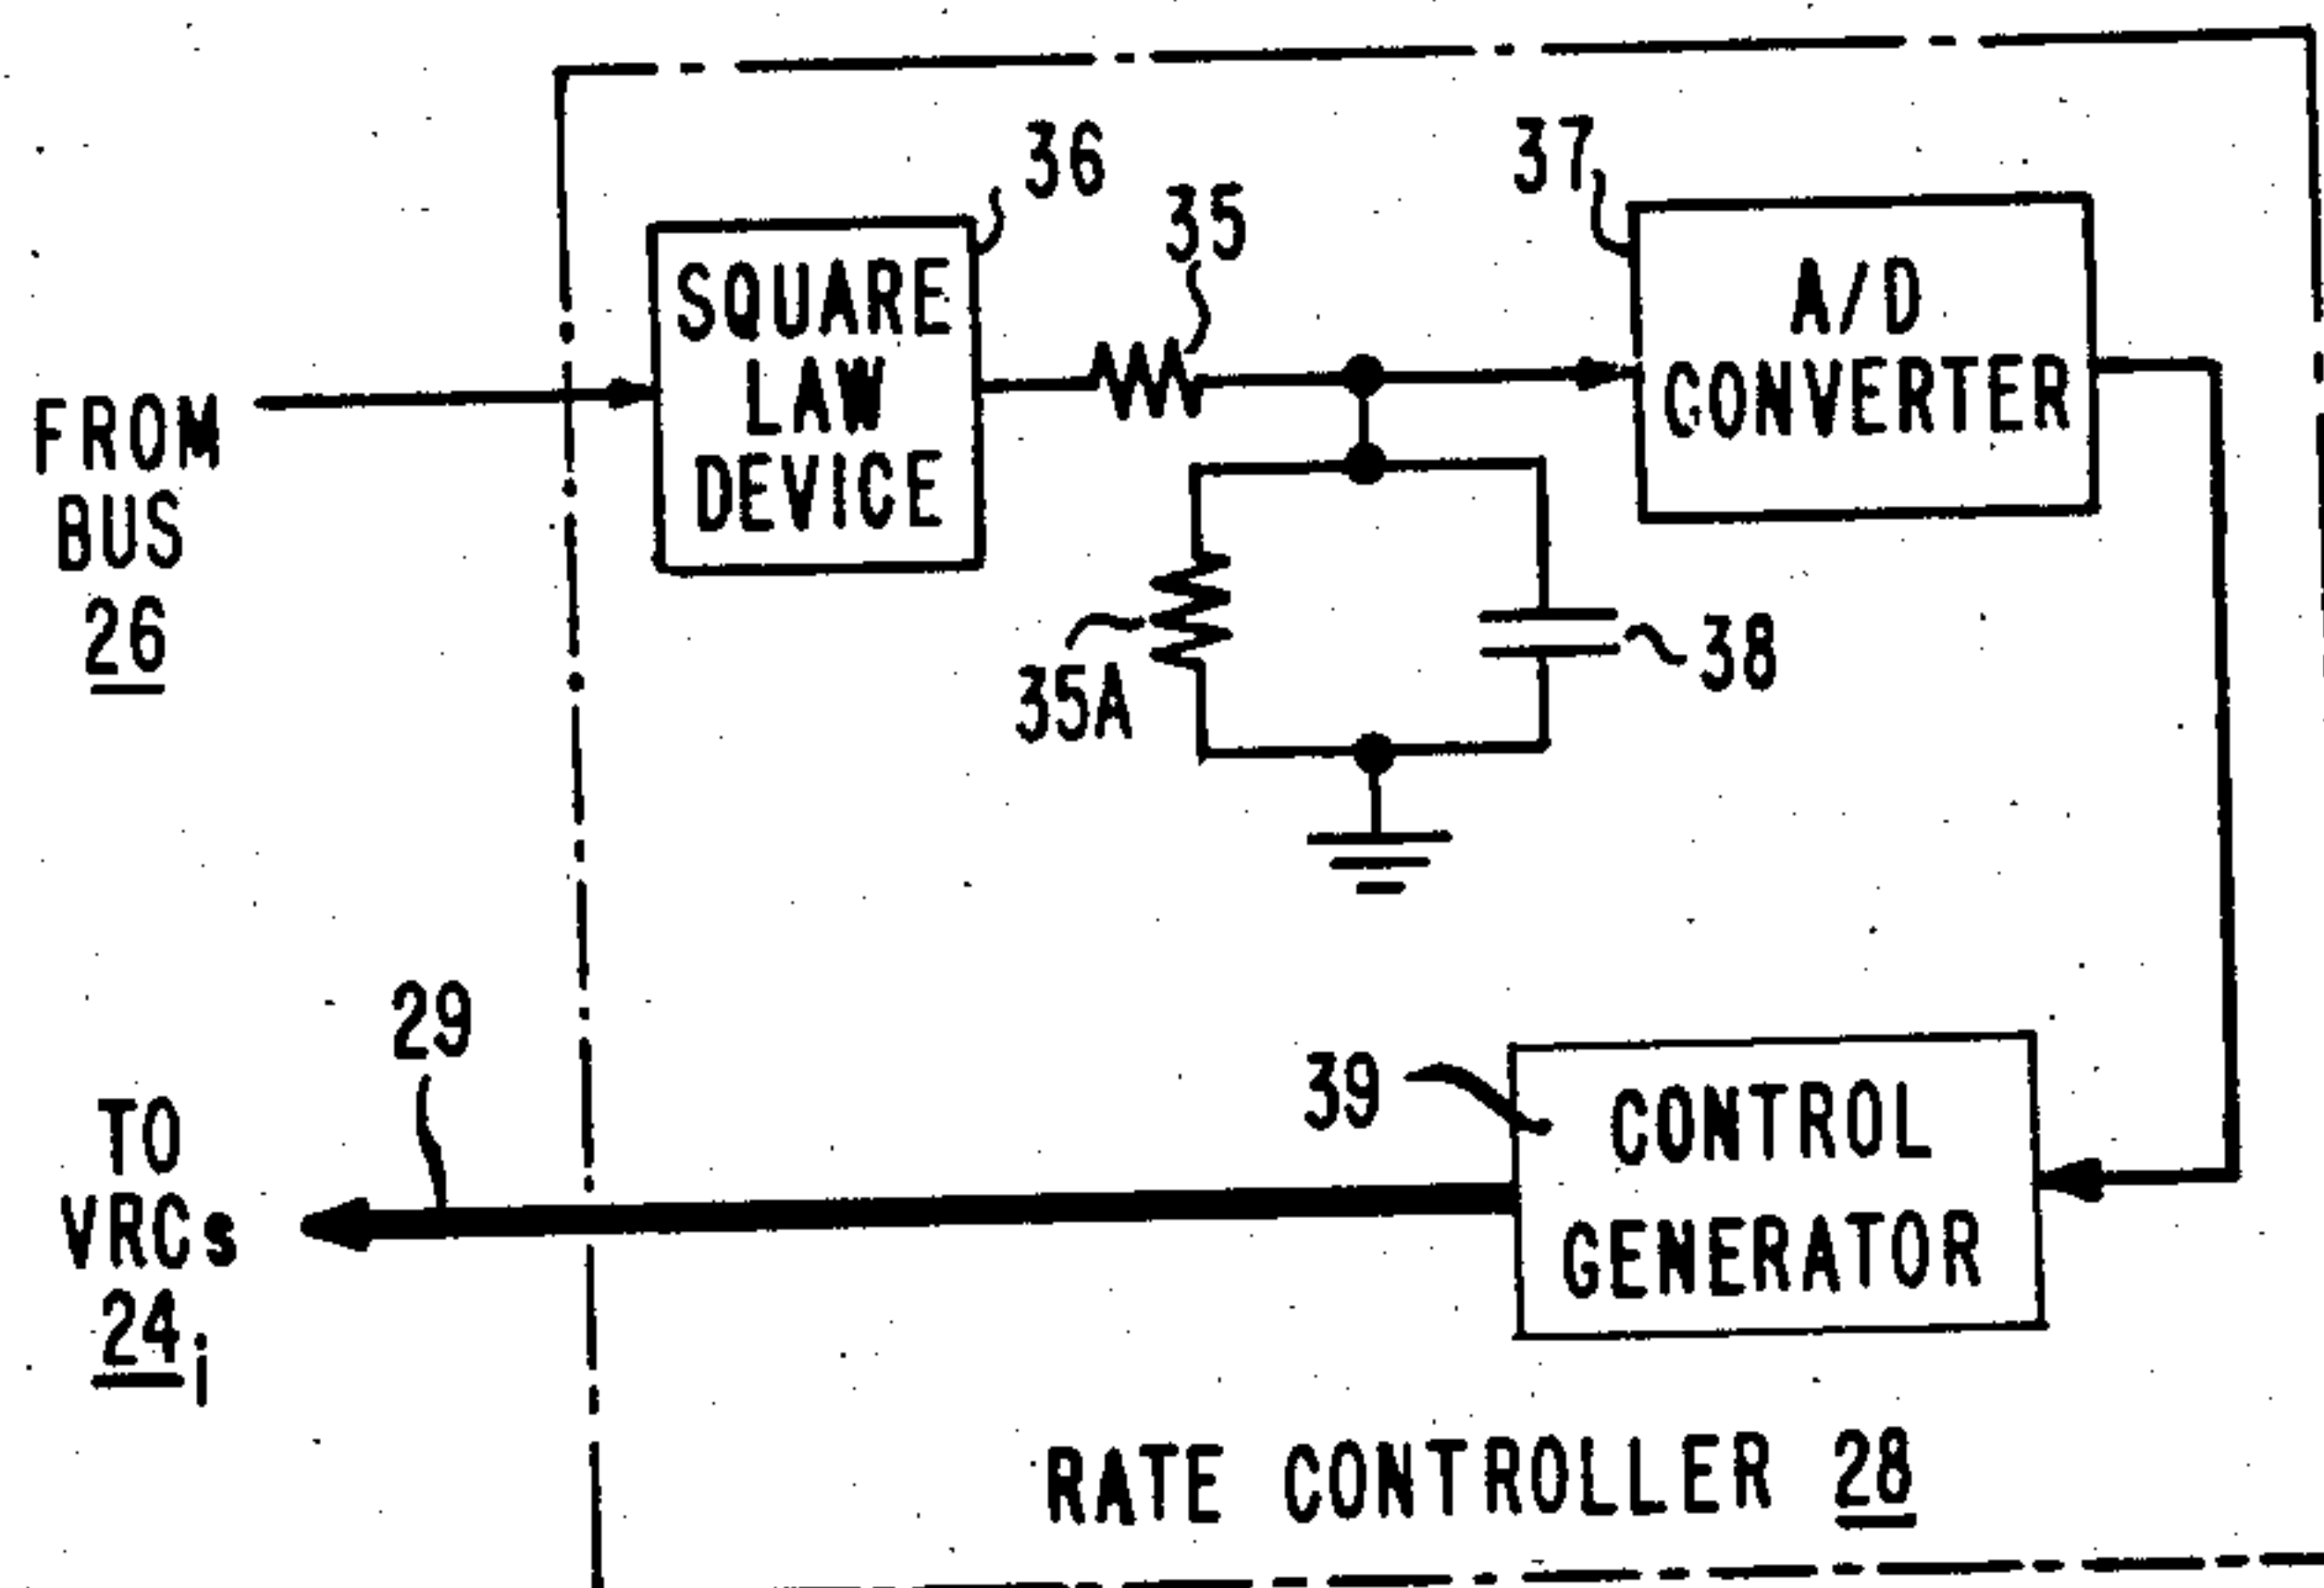 36
35
37
SQUARE
LAW
DEVICE
A/D
CONVERTER
FROM
BUS
26
35A
38
29
39
TO
VRCs
24i
CONTROL
GENERATOR
RATE CONTROLLER 28